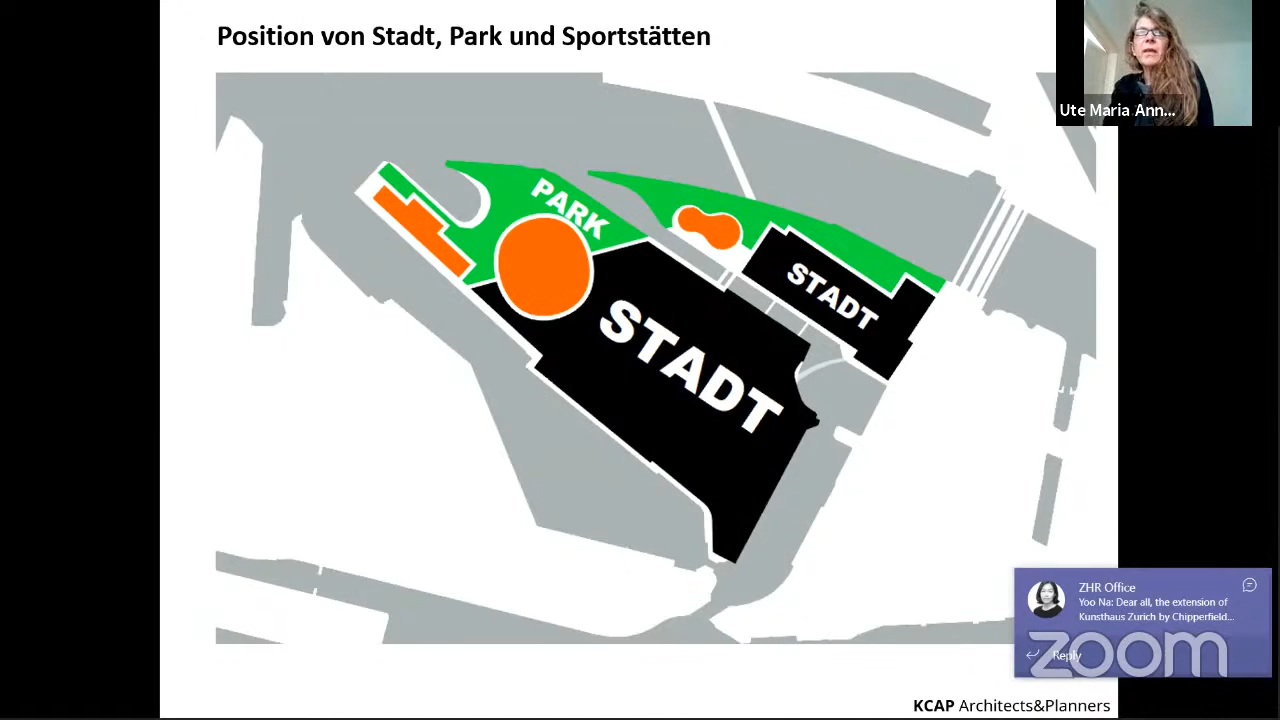 Position von Stadt, Park und Sportstätten
Ute Maria Ann...
PARK
STADT
STADT
ZHR Office
Yoo Na: Dear all, the extension of
Kunsthaus Zurich by Chipperfield...
Reply
zoom
KCAP Architects&Planners